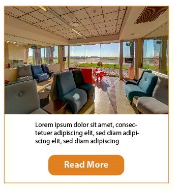 Lorem ipsum dolor sit amet, consec-
tetuer adipiscing elit, sed diam adipi-
scing elit, sed diam adipiscing
Read More